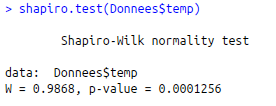 > shapiro.test(Donnees$temp)
Shapiro-Wilk normality test
data:  Donnees$temp
W = 0.9868, p-value = 0.0001256